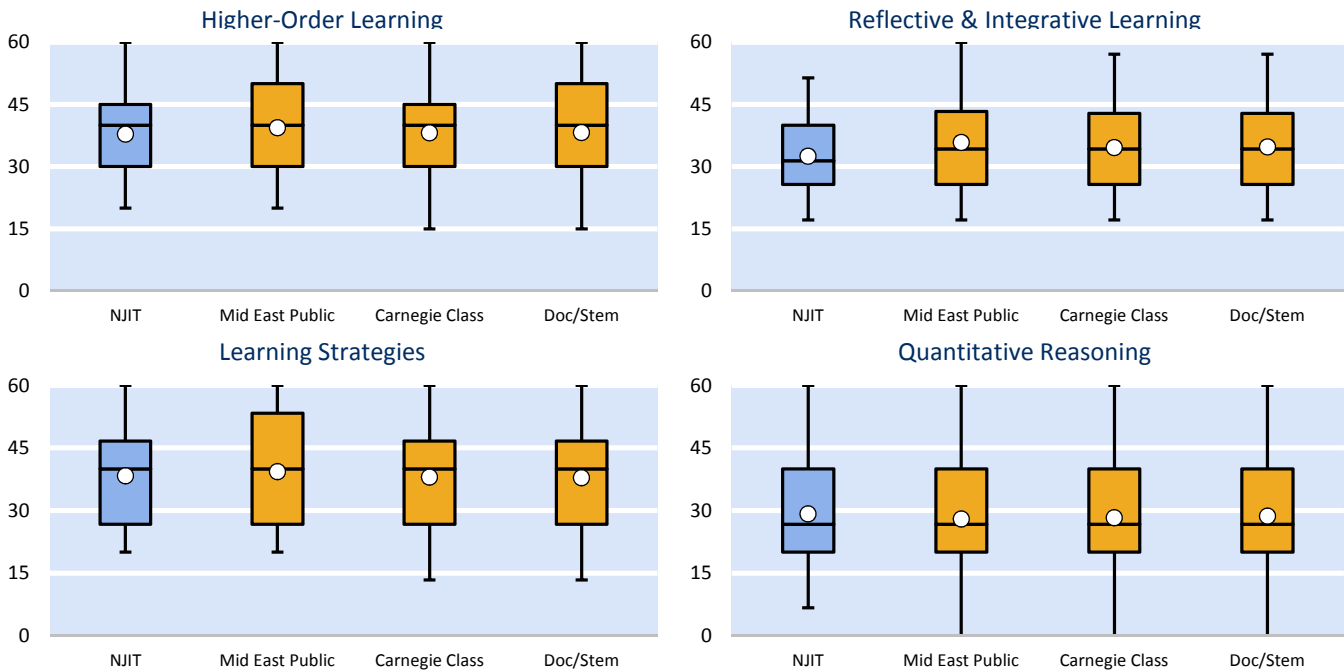 Higher-Order Learning
60
45
30
15
0
NJIT Mid East Public Carnegie Class Doc/Stem
Reflective & Integrative Learning
60
45
30
15
0
NJIT Mid East Public Carnegie Class Doc/Stem
Learning Strategies
60
45
30
15
0
NJIT Mid East Public Carnegie Class Doc/Stem
Quantitative Reasoning
60
45
30
15
0
NJIT Mid East Public Carnegie Class Doc/Stem